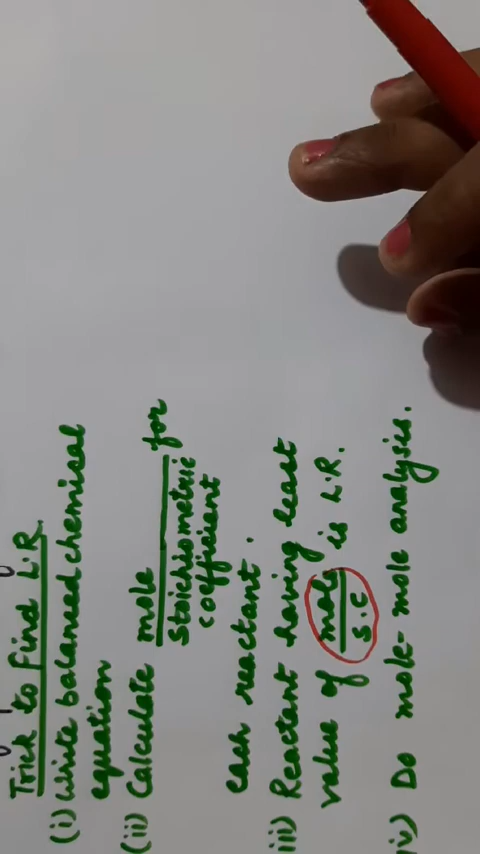 Trick to find L.R.
(i) Write balanced chemical
equation
(ii) Calculate mole for
Stoichiometric
coefficient
each reactant.
iii) Reactant having least
value of mole is L.R.
S.C
iv) Do mole-mole analysis.